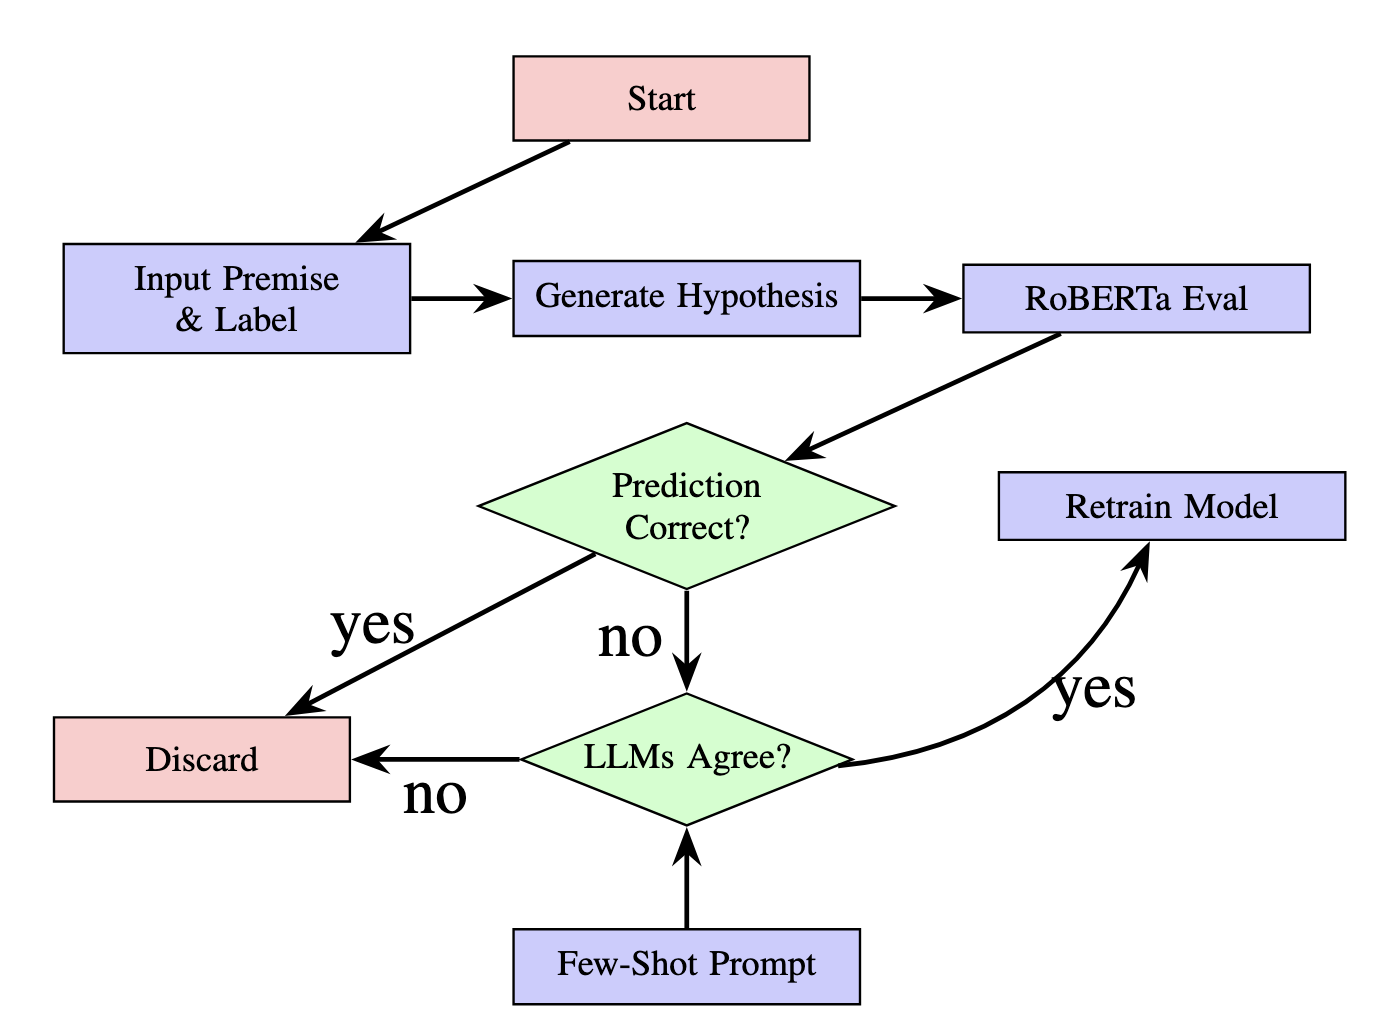 Start
Input Premise
& Label
Generate Hypothesis
RoBERTa Eval
Prediction
Correct?
Retrain Model
yes
no
yes
Discard
no
LLMs Agree?
Few-Shot Prompt